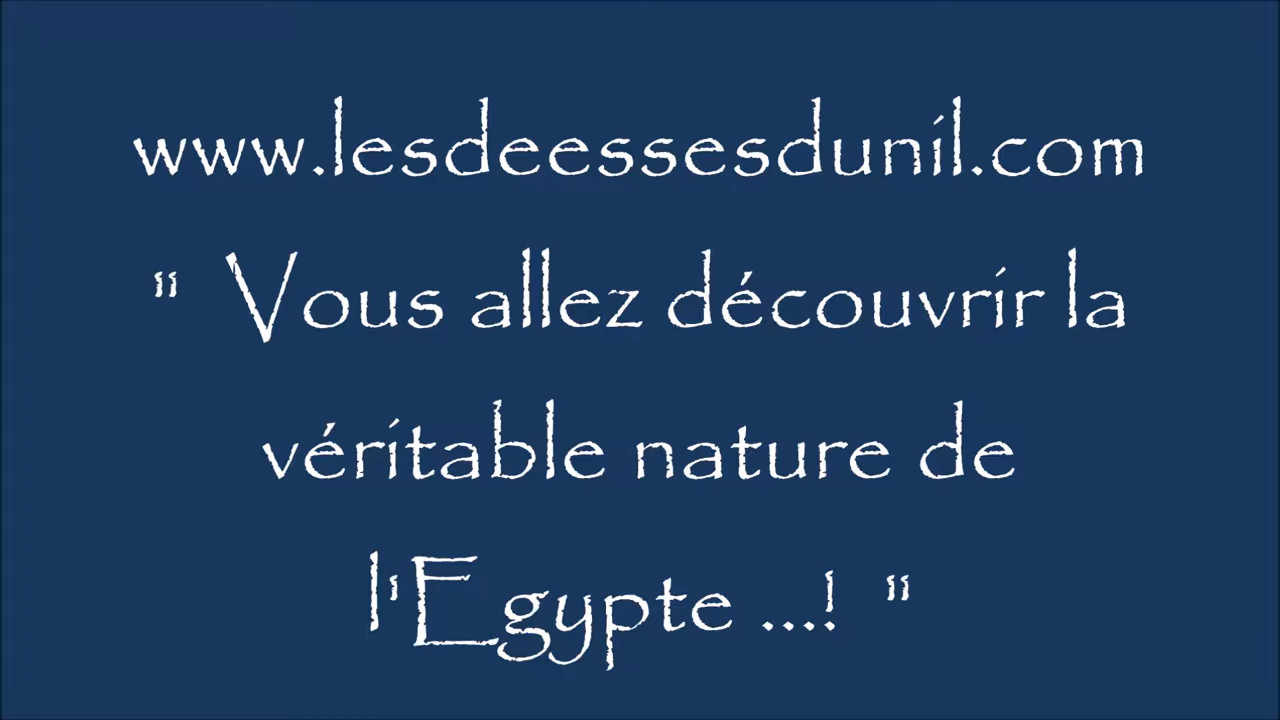 www.lesdeessesdunil.com
" Vous allez découvrir la
véritable nature de
l'Egypte ...! "